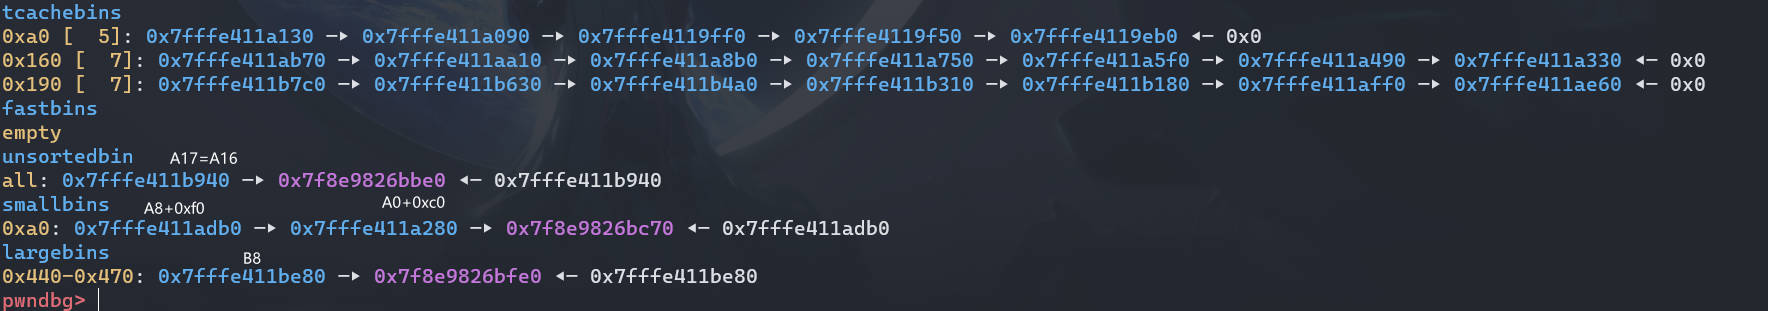 tcachebins
0xa0 [  5]: 0x7fffe411a130 —▸ 0x7fffe411a090 —▸ 0x7fffe4119ff0 —▸ 0x7fffe4119f50 —▸ 0x7fffe4119eb0 ◂— 0x0
0x160 [  7]: 0x7fffe411ab70 —▸ 0x7fffe411aa10 —▸ 0x7fffe411a8b0 —▸ 0x7fffe411a750 —▸ 0x7fffe411a5f0 —▸ 0x7fffe411a490 —▸ 0x7fffe411a330 ◂— 0x0
0x190 [  7]: 0x7fffe411b7c0 —▸ 0x7fffe411b630 —▸ 0x7fffe411b4a0 —▸ 0x7fffe411b310 —▸ 0x7fffe411b180 —▸ 0x7fffe411aff0 —▸ 0x7fffe411ae60 ◂— 0x0
fastbins
empty
unsortedbin A17=A16
all: 0x7fffe411b940 —▸ 0x7f8e9826bbe0 ◂— 0x7fffe411b940
smallbins A8+0xf0 A0+0xc0
0xa0: 0x7fffe411adb0 —▸ 0x7fffe411a280 —▸ 0x7f8e9826bc70 ◂— 0x7fffe411adb0
largebins B8
0x440-0x470: 0x7fffe411be80 —▸ 0x7f8e9826bfe0 ◂— 0x7fffe411be80
pwndbg>